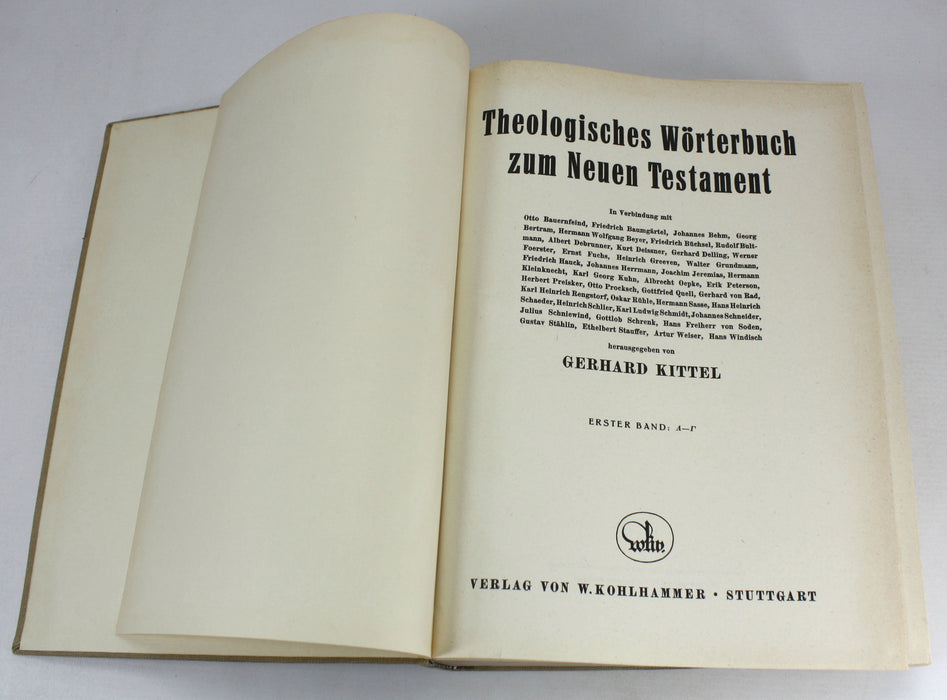 Theologisches Wörterbuch
zum Neuen Testament
In Verbindung mit
Otto Bauernfeind, Friedrich Baumgärtel, Johannes Behm, Georg
Bertram, Hermann Wolfgang Beyer, Friedrich Büchsel, Rudolf Bult-
mann, Albert Debrunner, Kurt Deissner, Gerhard Delling, Werner
Foerster, Ernst Fuchs, Heinrich Greeven, Walter Grundmann,
Friedrich Hauck, Johannes Herrmann, Joachim Jeremias, Hermann
Kleinknecht, Karl Georg Kuhn, Albrecht Oepke, Erik Peterson,
Herbert Preisker, Otto Procksch, Gottfried Quell, Gerhard von Rad,
Karl Heinrich Rengstorf, Oskar Rühle, Hermann Sasse, Hans Heinrich
Schaeder, Heinrich Schlier, Karl Ludwig Schmidt, Johannes Schneider,
Julius Schniewind, Gottlob Schrenk, Hans Freiherr von Soden,
Gustav Stählin, Ethelbert Stauffer, Artur Weiser, Hans Windisch
herausgegeben von
GERHARD KITTEL
ERSTER BAND: A—Γ
VERLAG VON W. KOHLHAMMER • STUTTGART